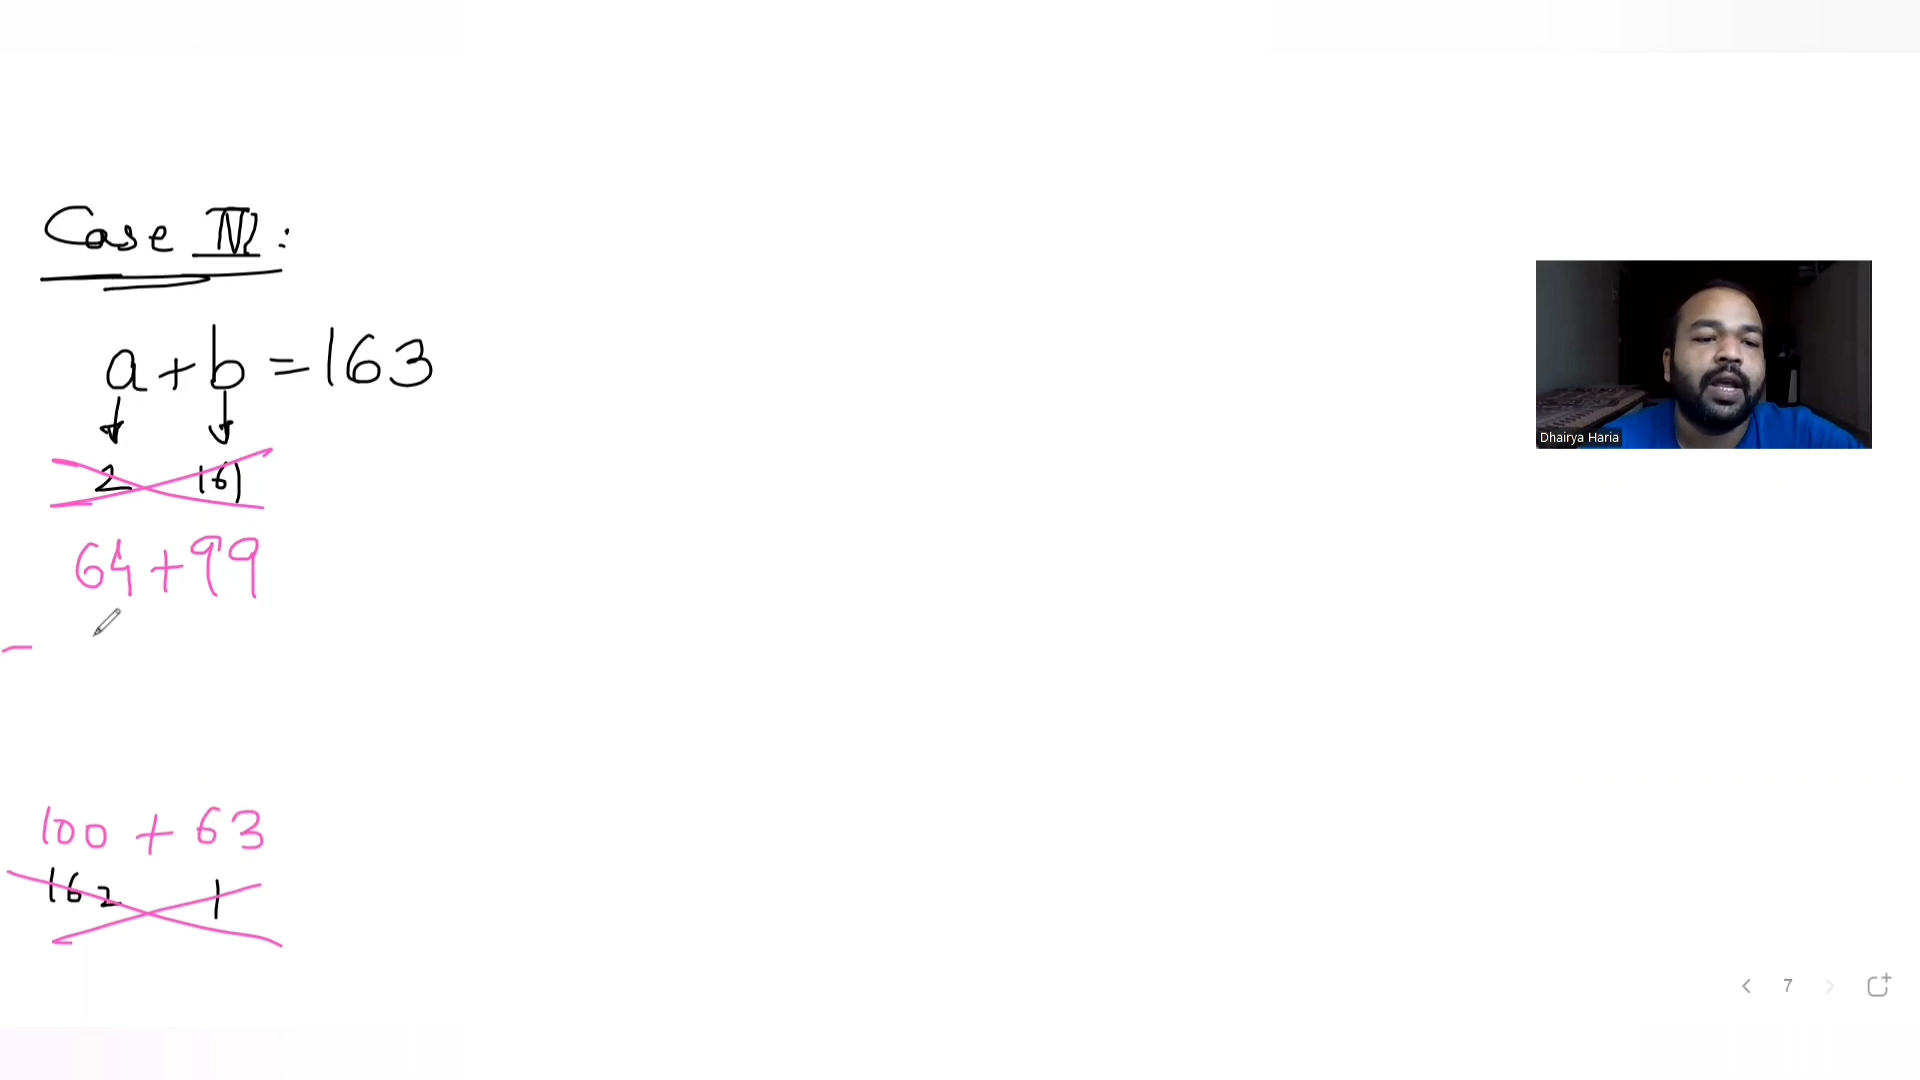 Case IV :
a + b = 163
2 161
64 + 99
-
100 + 63
162 1
Dhairya Haria
7